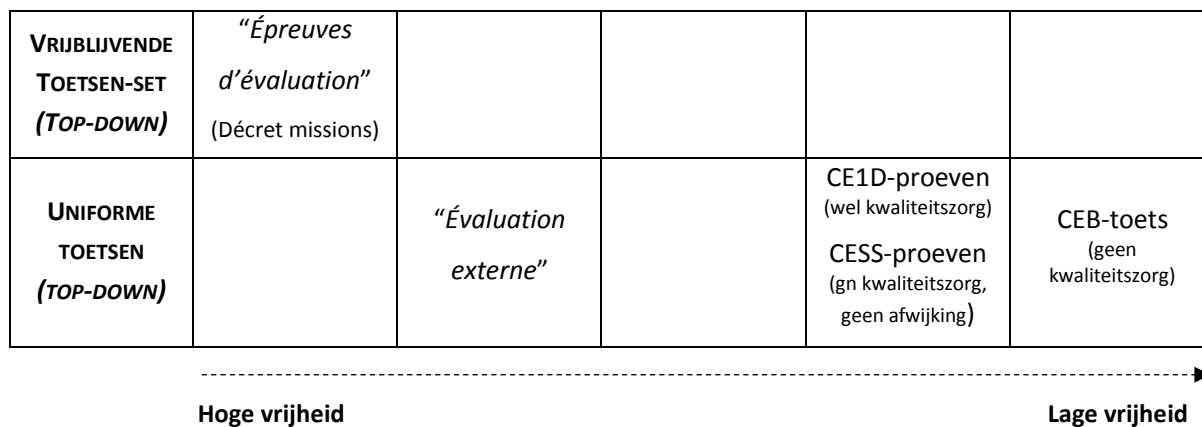 VRIJBLIJVENDE
TOETSEN-SET
(TOP-DOWN)
“Épreuves
d’évaluation”
(Décret missions)
UNIFORME
TOETSEN
(TOP-DOWN)
“Évaluation
externe”
CE1D-proeven
(wel kwaliteitszorg)
CESS-proeven
(gn kwaliteitszorg,
geen afwijking)
CEB-toets
(geen
kwaliteitszorg)
Hoge vrijheid
Lage vrijheid